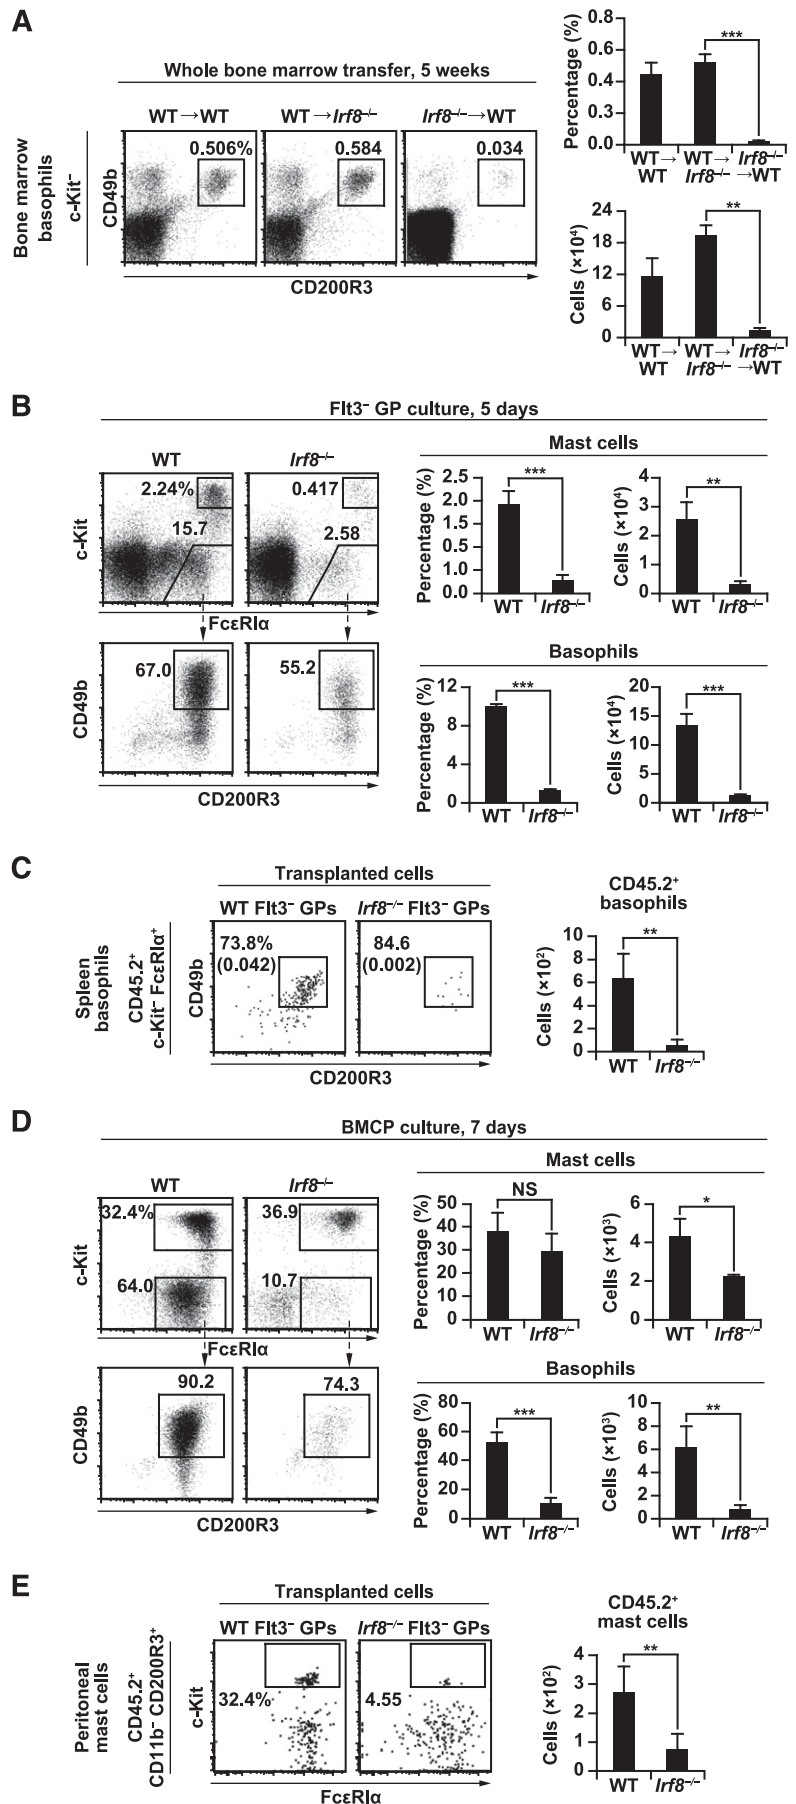 A
Whole bone marrow transfer, 5 weeks
WT→WT
WT→Irf8⁻/⁻
Irf8⁻/⁻→WT
Bone marrow
basophils
c-Kit⁻
CD49b
0.506%
0.584
0.034
CD200R3
Percentage (%)
0.8
0.6
0.4
0.3
0.0
***
WT→
WT
WT→
Irf8⁻/⁻
Irf8⁻/⁻
→WT
Cells (×10⁴)
24
18
12
6
0
**
WT→
WT
WT→
Irf8⁻/⁻
Irf8⁻/⁻
→WT
B
Flt3⁻ GP culture, 5 days
WT
Irf8⁻/⁻
c-Kit
2.24%
15.7
0.417
2.58
FcεRIα
CD49b
67.0
55.2
CD200R3
Mast cells
Percentage (%)
2.5
2.0
1.5
0.5
1.0
0.0
***
WT
Irf8⁻/⁻
Cells (×10⁴)
4
3
2
1
0
**
WT
Irf8⁻/⁻
Basophils
Percentage (%)
12
8
4
0
***
WT
Irf8⁻/⁻
Cells (×10⁴)
20
15
10
5
0
***
WT
Irf8⁻/⁻
C
Transplanted cells
WT Flt3⁻ GPs
Irf8⁻/⁻ Flt3⁻ GPs
Spleen
basophils
CD45.2⁺
c-Kit⁻ FcεRIα⁺
CD49b
73.8%
(0.042)
84.6
(0.002)
CD200R3
CD45.2⁺
basophils
Cells (×10²)
10
8
6
4
2
0
**
WT
Irf8⁻/⁻
D
BMCP culture, 7 days
WT
Irf8⁻/⁻
c-Kit
32.4%
64.0
36.9
10.7
FcεRIα
CD49b
90.2
74.3
CD200R3
Mast cells
Percentage (%)
50
40
30
20
10
0
NS
WT
Irf8⁻/⁻
Cells (×10³)
6
4
2
0
*
WT
Irf8⁻/⁻
Basophils
Percentage (%)
80
60
40
20
0
***
WT
Irf8⁻/⁻
Cells (×10³)
10
8
6
4
2
0
**
WT
Irf8⁻/⁻
E
Transplanted cells
WT Flt3⁻ GPs
Irf8⁻/⁻ Flt3⁻ GPs
Peritoneal
mast cells
CD45.2⁺
CD11b⁻ CD200R3⁺
c-Kit
32.4%
4.55
FcεRIα
CD45.2⁺
mast cells
Cells (×10²)
4
3
2
1
0
**
WT
Irf8⁻/⁻